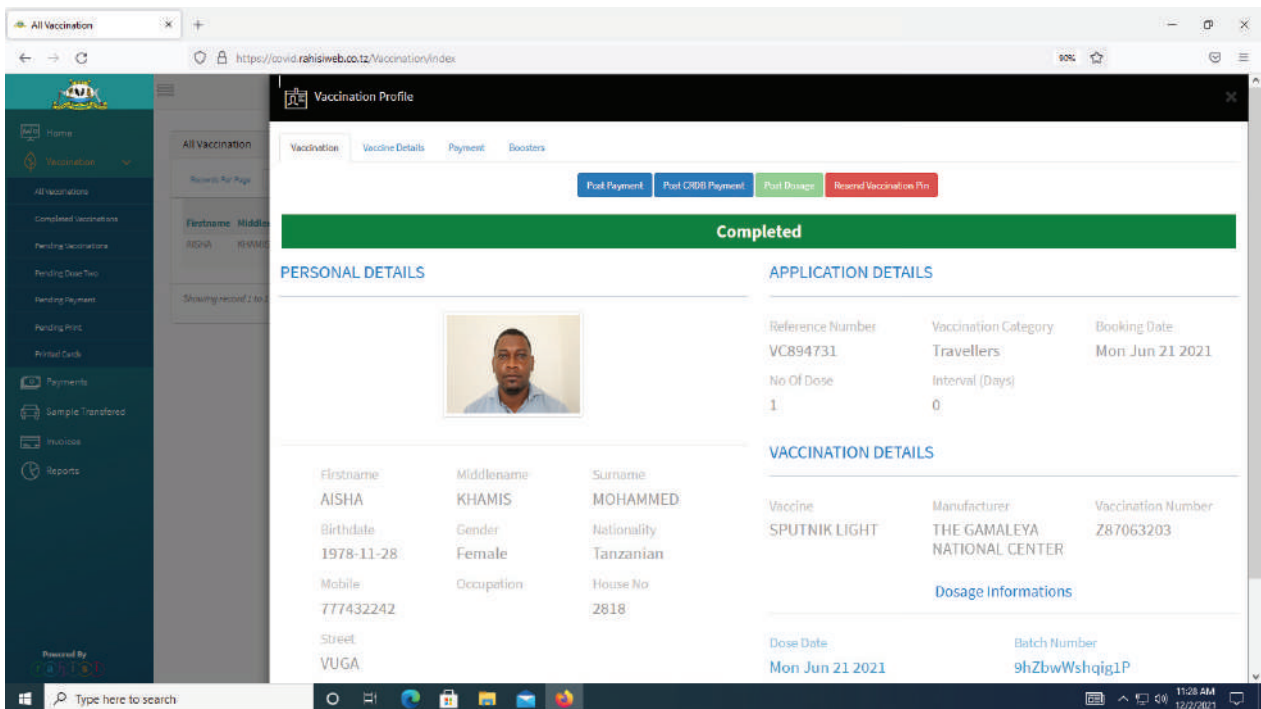 All Vaccination
https://covid.rahisiweb.co.tz/Vaccination/index
90%
Home
Vaccination
All Vaccinations
Completed Vaccinations
Pending Vaccinations
Pending Dose Two
Pending Payment
Pending Print
Printed Cards
Payments
Sample Transfered
Invoices
Reports
Powered By
All Vaccination
Records Per Page
Firstname Middle
AISHA KHAMIS
Showing record 1 to 1
Vaccination Profile
Vaccination Vaccine Details Payment Boosters
Post Payment Post CRDB Payment Post Dosage Resend Vaccination Pin
Completed
PERSONAL DETAILS
Firstname Middlename Surname
AISHA KHAMIS MOHAMMED
Birthdate Gender Nationality
1978-11-28 Female Tanzanian
Mobile Occupation House No
777432242 2818
Street
VUGA
APPLICATION DETAILS
Reference Number Vaccination Category Booking Date
VC894731 Travellers Mon Jun 21 2021
No Of Dose Interval (Days)
1 0
VACCINATION DETAILS
Vaccine Manufacturer Vaccination Number
SPUTNIK LIGHT THE GAMALEYA Z87063203
NATIONAL CENTER
Dosage Informations
Dose Date Batch Number
Mon Jun 21 2021 9hZbwWshqig1P
Type here to search
11:28 AM
12/2/2021